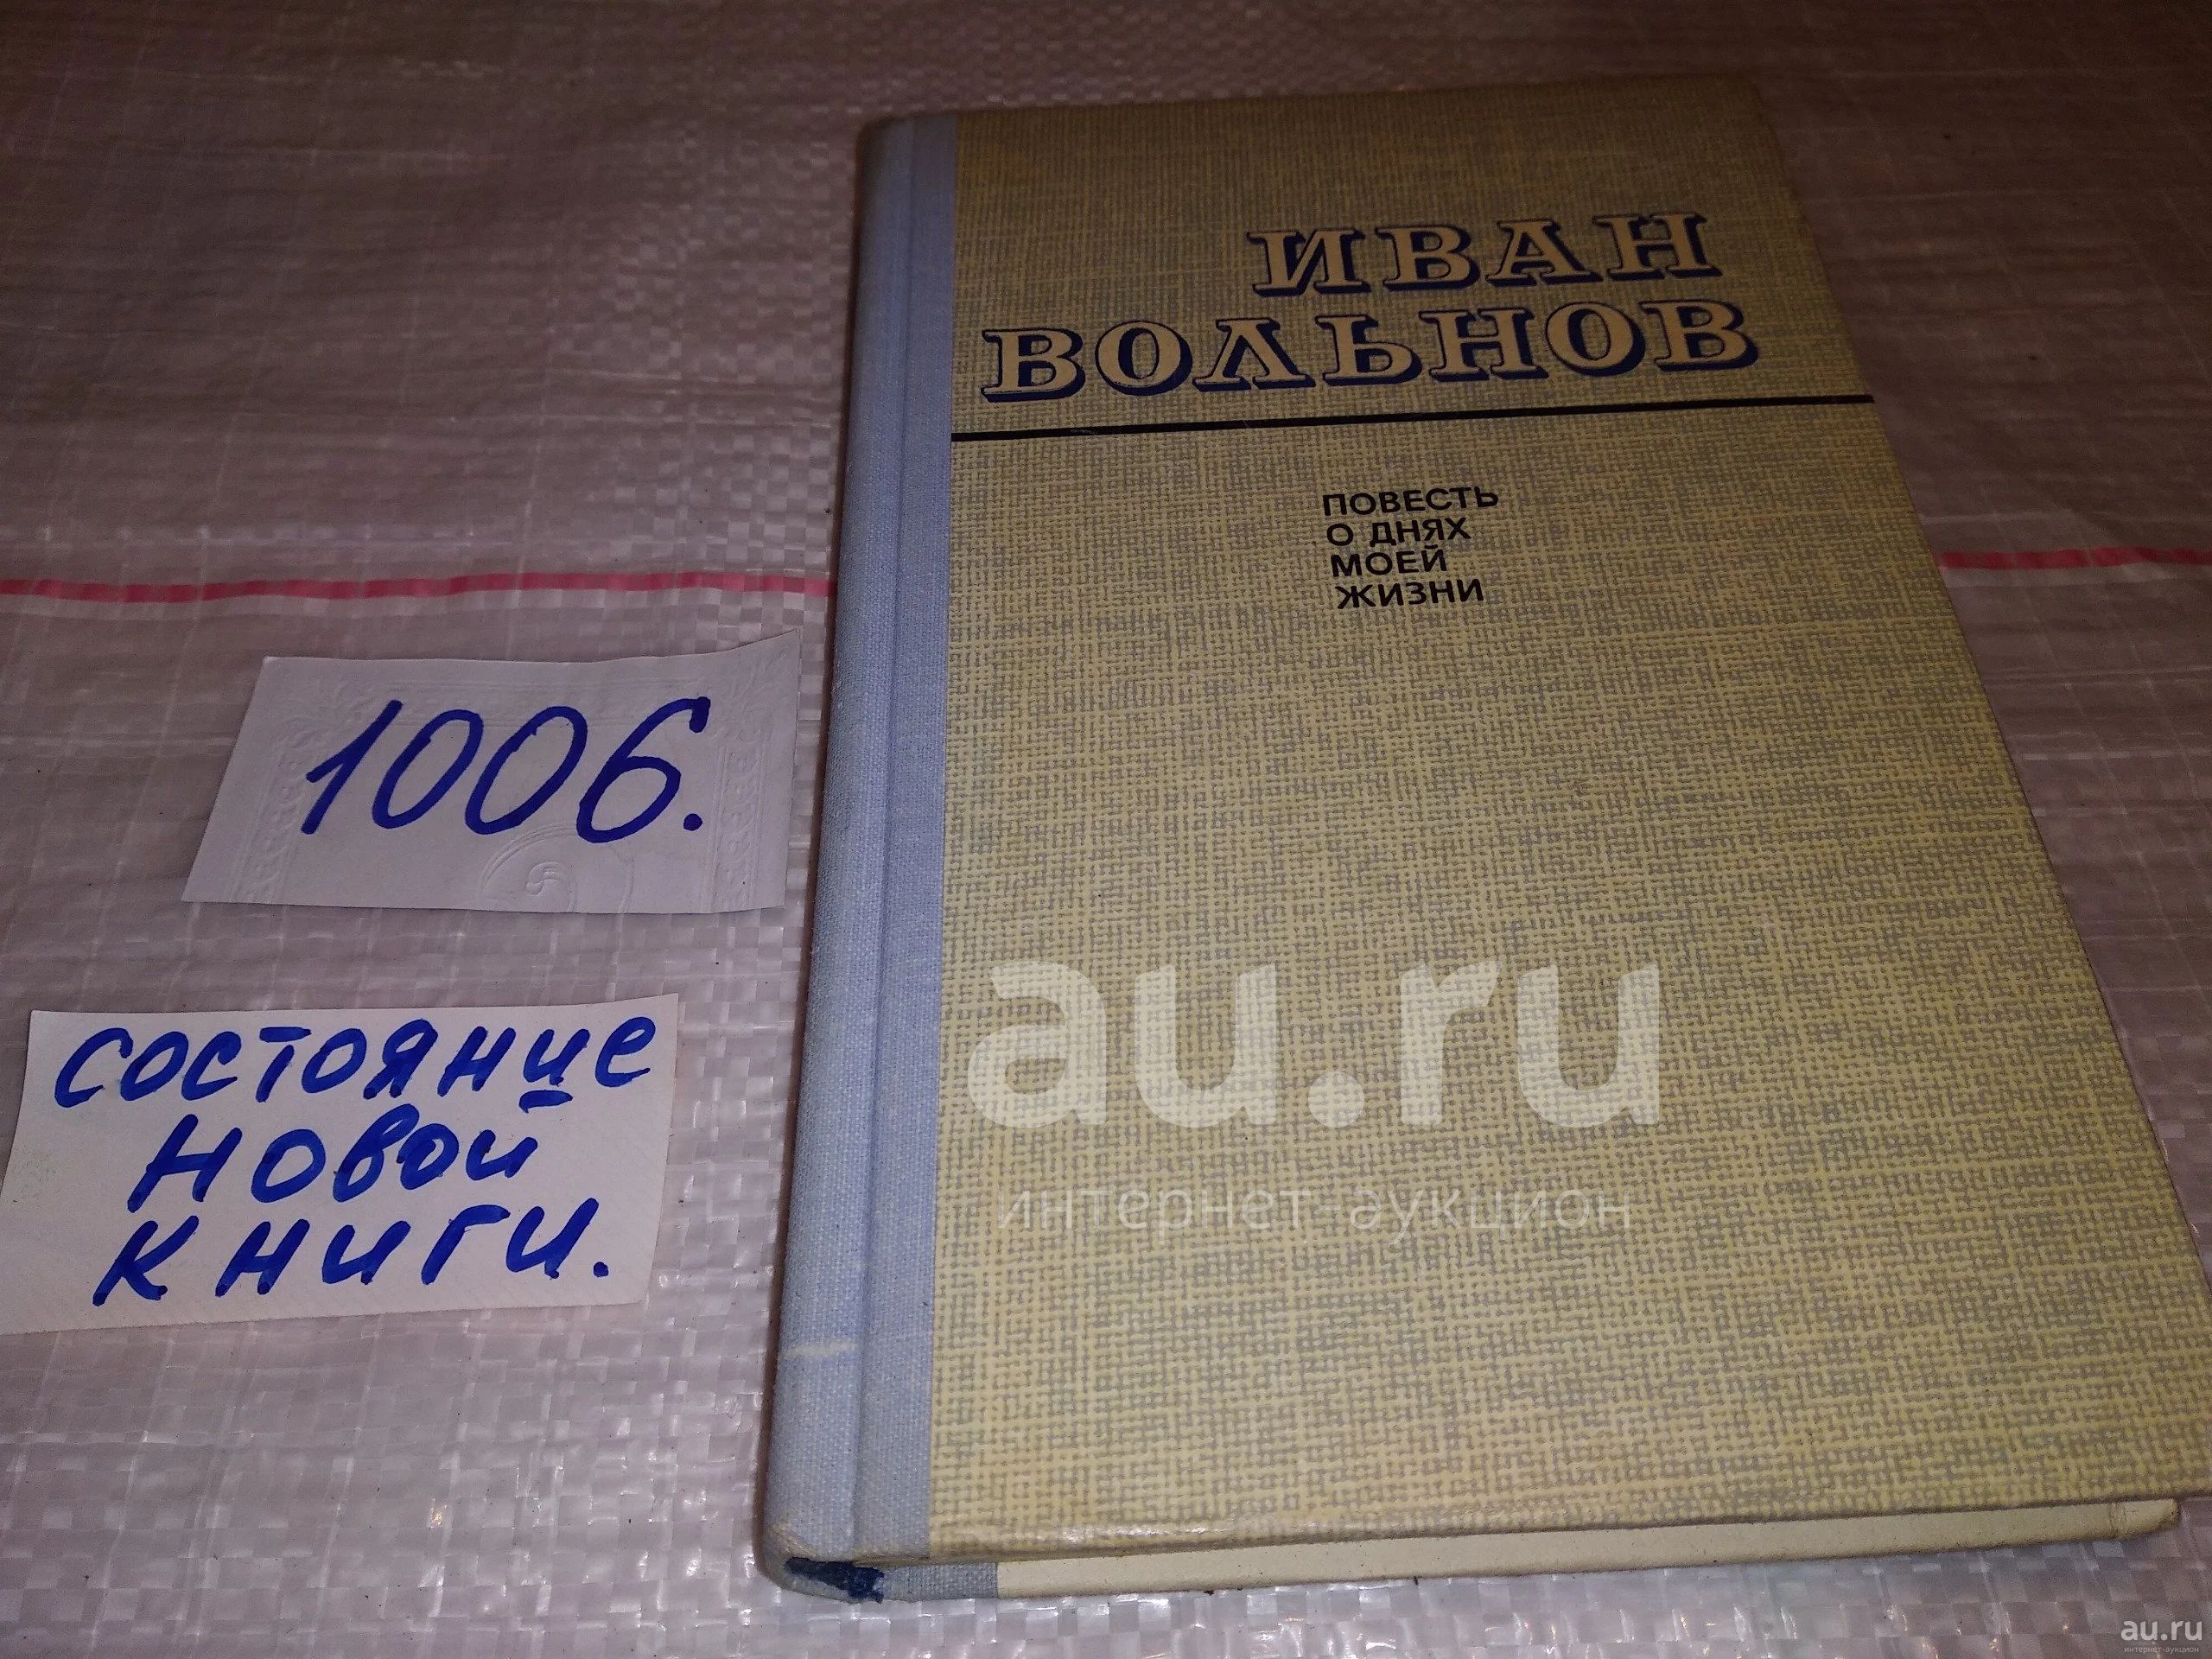 ИВАН
ВОЛЬНОВ
ПОВЕСТЬ
О ДНЯХ
МОЕЙ
ЖИЗНИ
1006.
состояние
новой
книги.
au.ru
интернет-аукцион
au.ru
интернет-аукцион